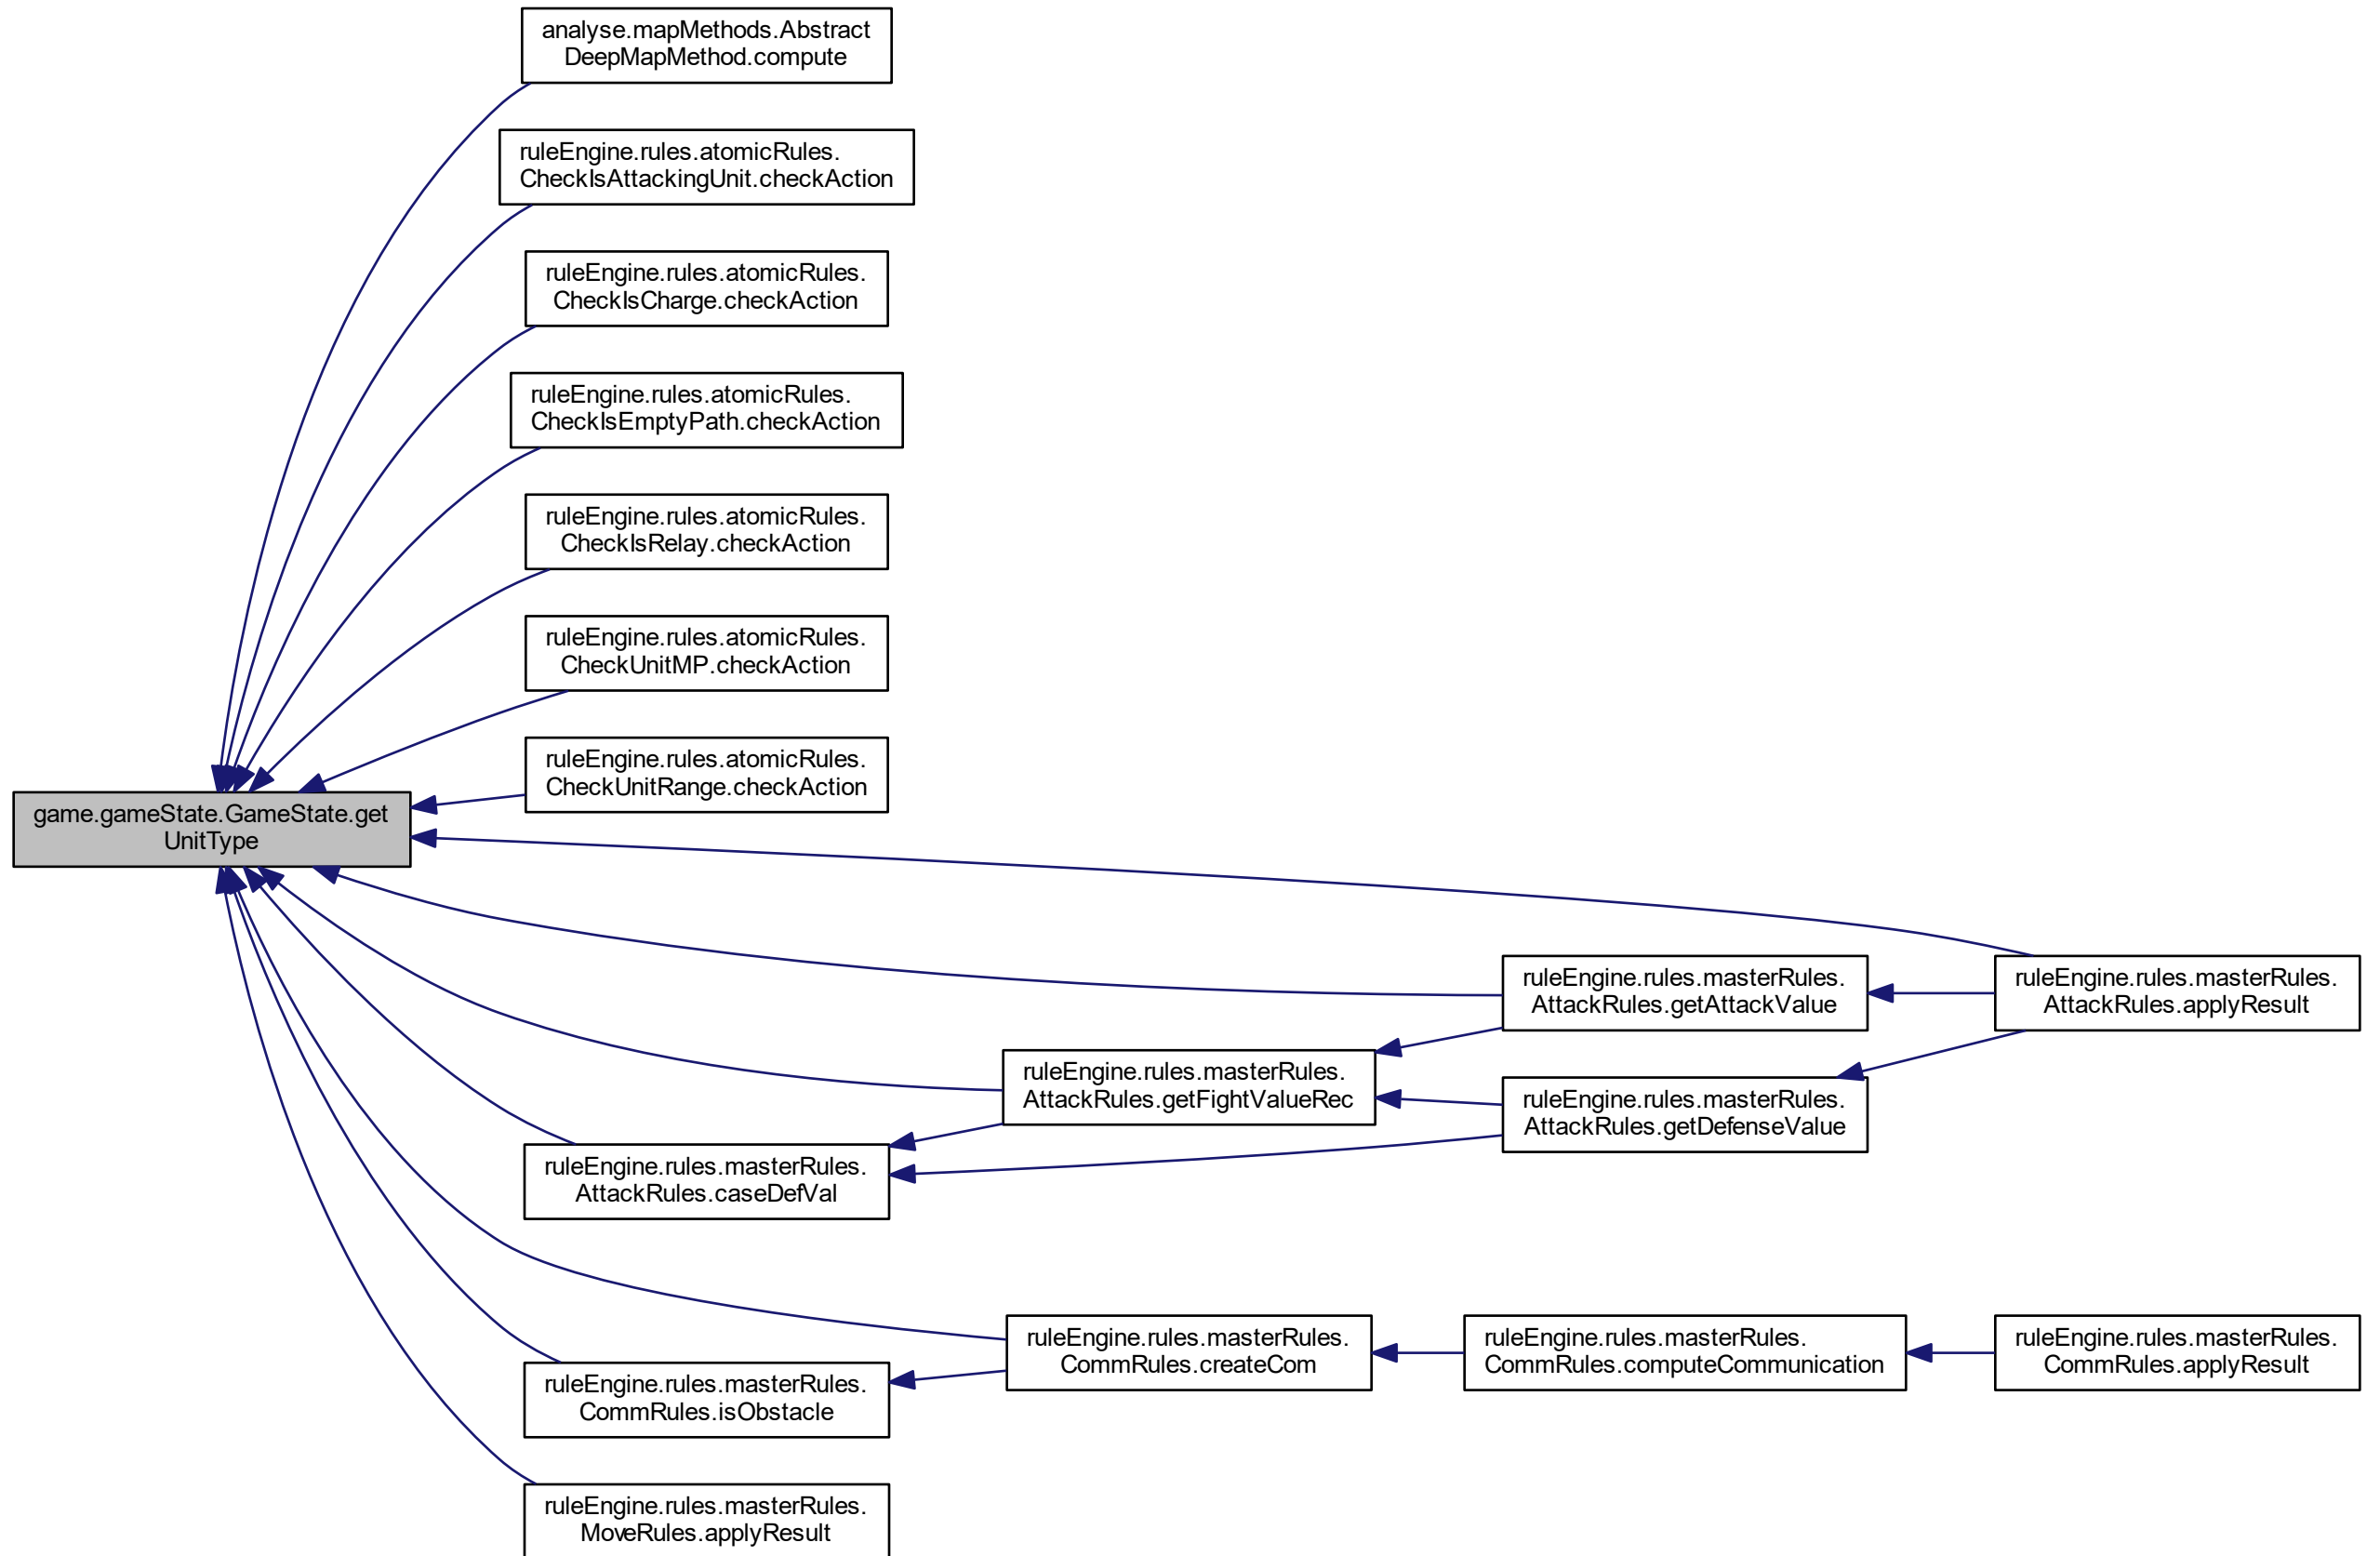 analyse.mapMethods.Abstract
DeepMapMethod.compute
ruleEngine.rules.atomicRules.
CheckIsAttackingUnit.checkAction
ruleEngine.rules.atomicRules.
CheckIsCharge.checkAction
ruleEngine.rules.atomicRules.
CheckIsEmptyPath.checkAction
ruleEngine.rules.atomicRules.
CheckIsRelay.checkAction
ruleEngine.rules.atomicRules.
CheckUnitMP.checkAction
ruleEngine.rules.atomicRules.
CheckUnitRange.checkAction
game.gameState.GameState.get
UnitType
ruleEngine.rules.masterRules.
AttackRules.getAttackValue
ruleEngine.rules.masterRules.
AttackRules.applyResult
ruleEngine.rules.masterRules.
AttackRules.getFightValueRec
ruleEngine.rules.masterRules.
AttackRules.getDefenseValue
ruleEngine.rules.masterRules.
AttackRules.caseDefVal
ruleEngine.rules.masterRules.
CommRules.createCom
ruleEngine.rules.masterRules.
CommRules.computeCommunication
ruleEngine.rules.masterRules.
CommRules.applyResult
ruleEngine.rules.masterRules.
CommRules.isObstacle
ruleEngine.rules.masterRules.
MoveRules.applyResult